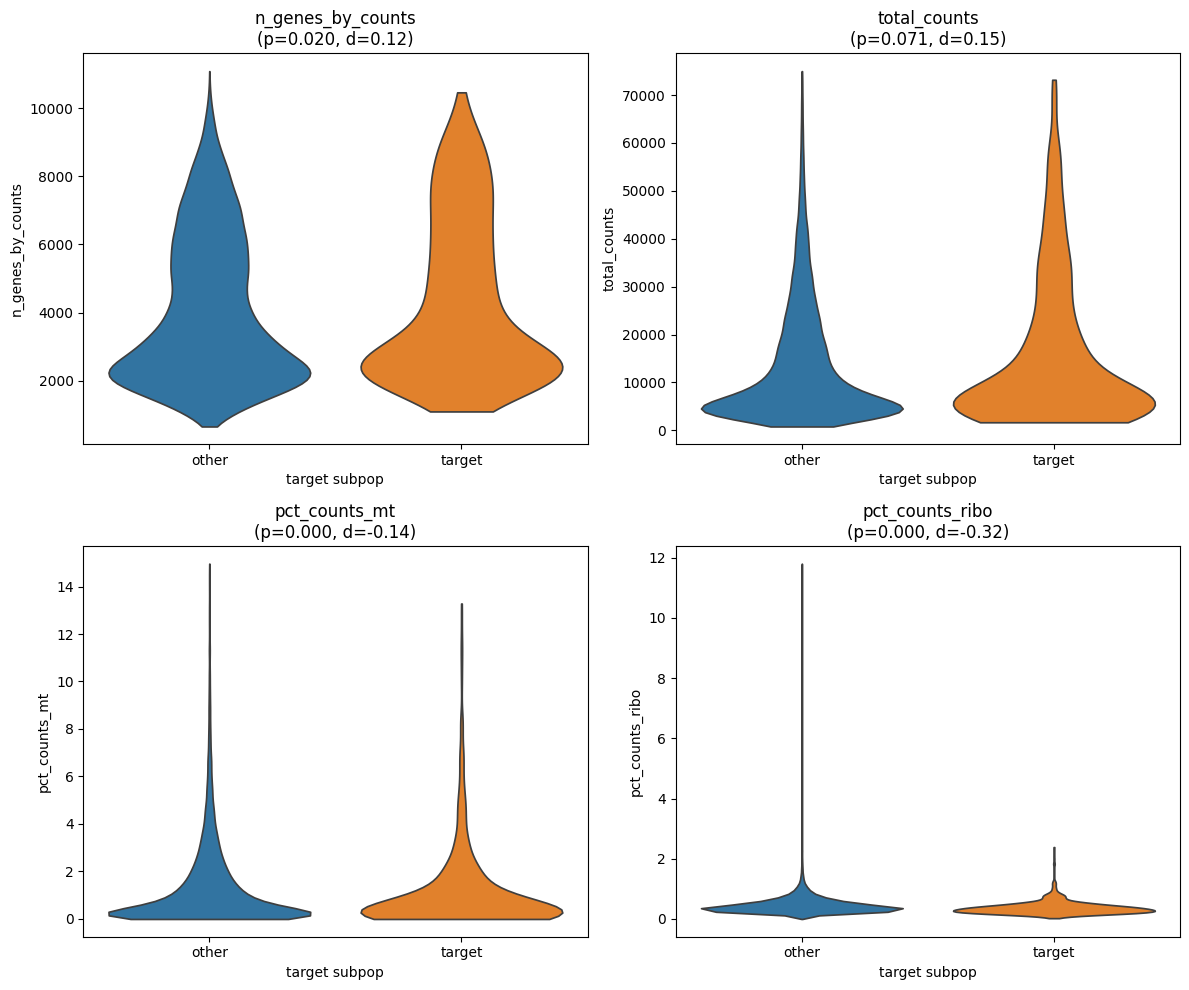 n_genes_by_counts
(p=0.020, d=0.12)
n_genes_by_counts
10000
8000
6000
4000
2000
other
target
target subpop
total_counts
(p=0.071, d=0.15)
total_counts
70000
60000
50000
40000
30000
20000
10000
0
other
target
target subpop
pct_counts_mt
(p=0.000, d=-0.14)
pct_counts_mt
14
12
10
8
6
4
2
0
other
target
target subpop
pct_counts_ribo
(p=0.000, d=-0.32)
pct_counts_ribo
12
10
8
6
4
2
0
other
target
target subpop